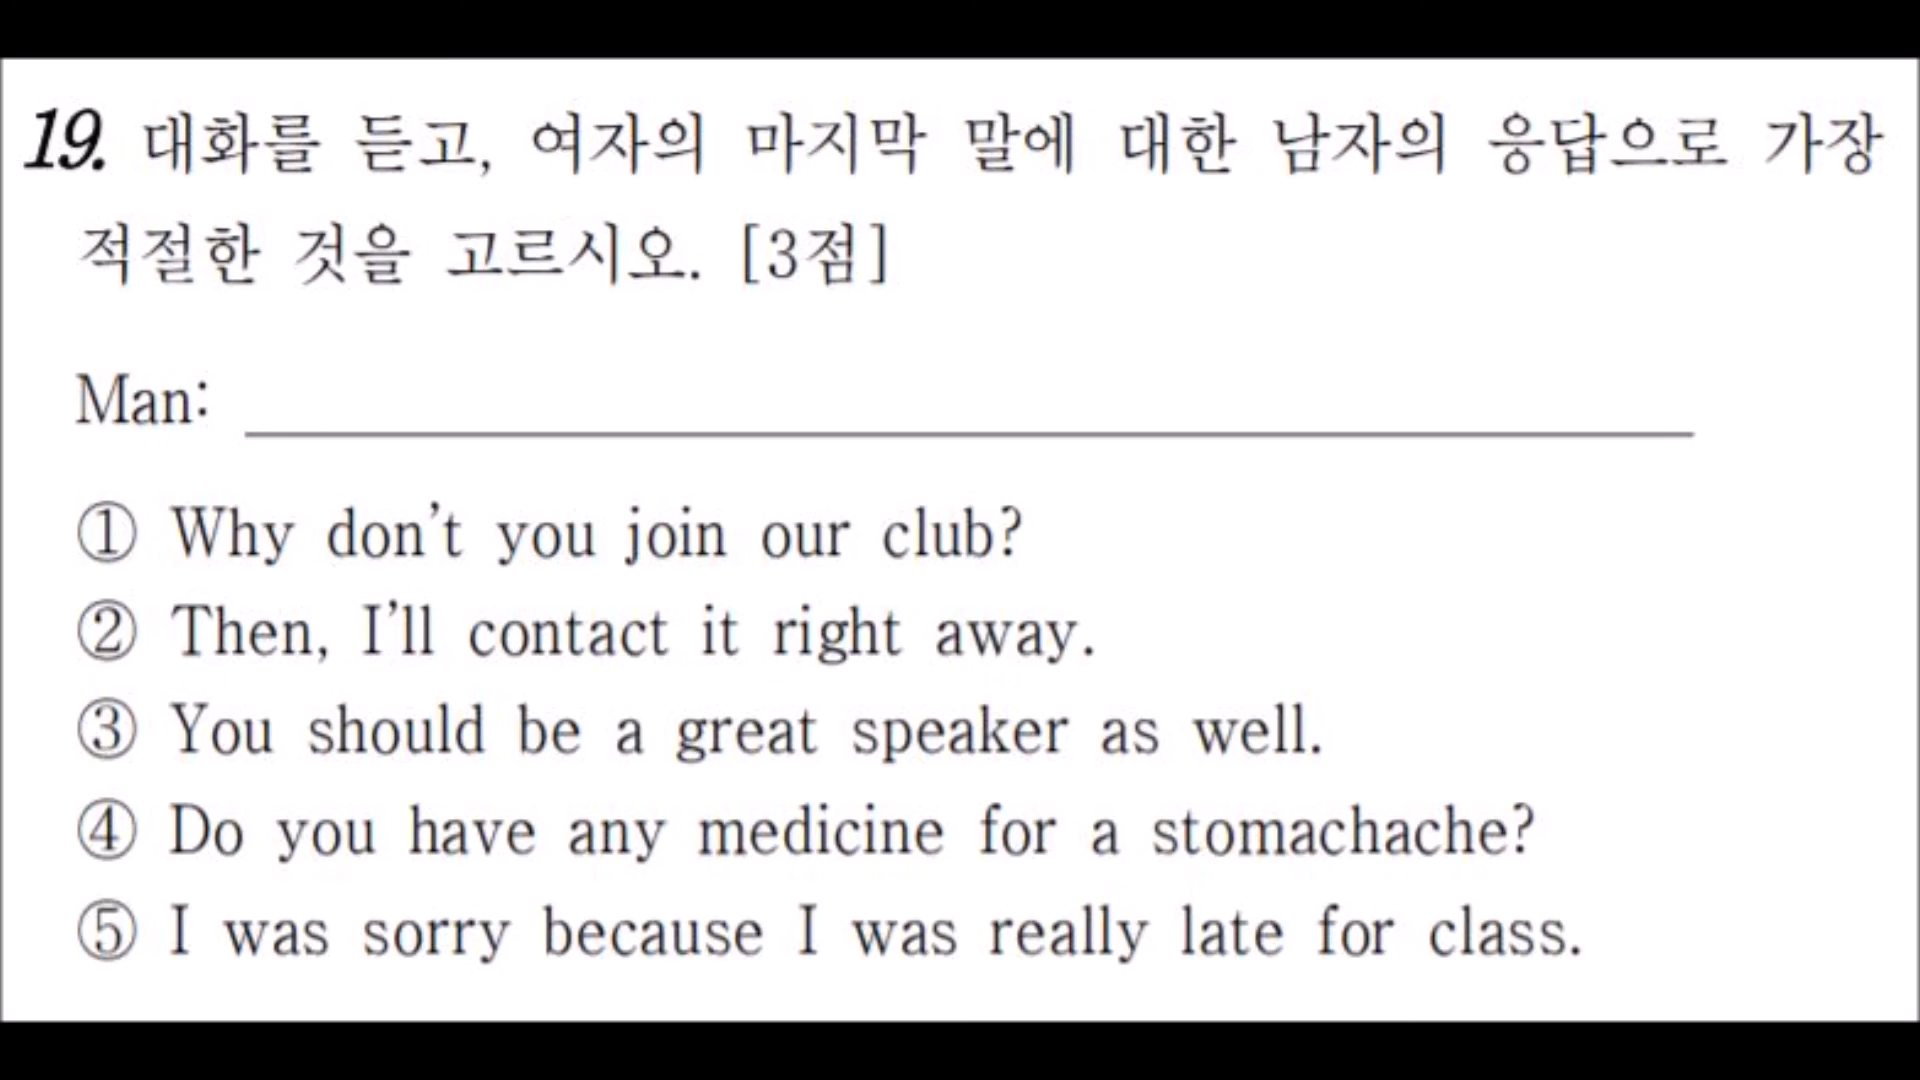 19. 대화를 듣고, 여자의 마지막 말에 대한 남자의 응답으로 가장
적절한 것을 고르시오. [3점]
Man:
① Why don't you join our club?
② Then, I'll contact it right away.
③ You should be a great speaker as well.
④ Do you have any medicine for a stomachache?
⑤ I was sorry because I was really late for class.